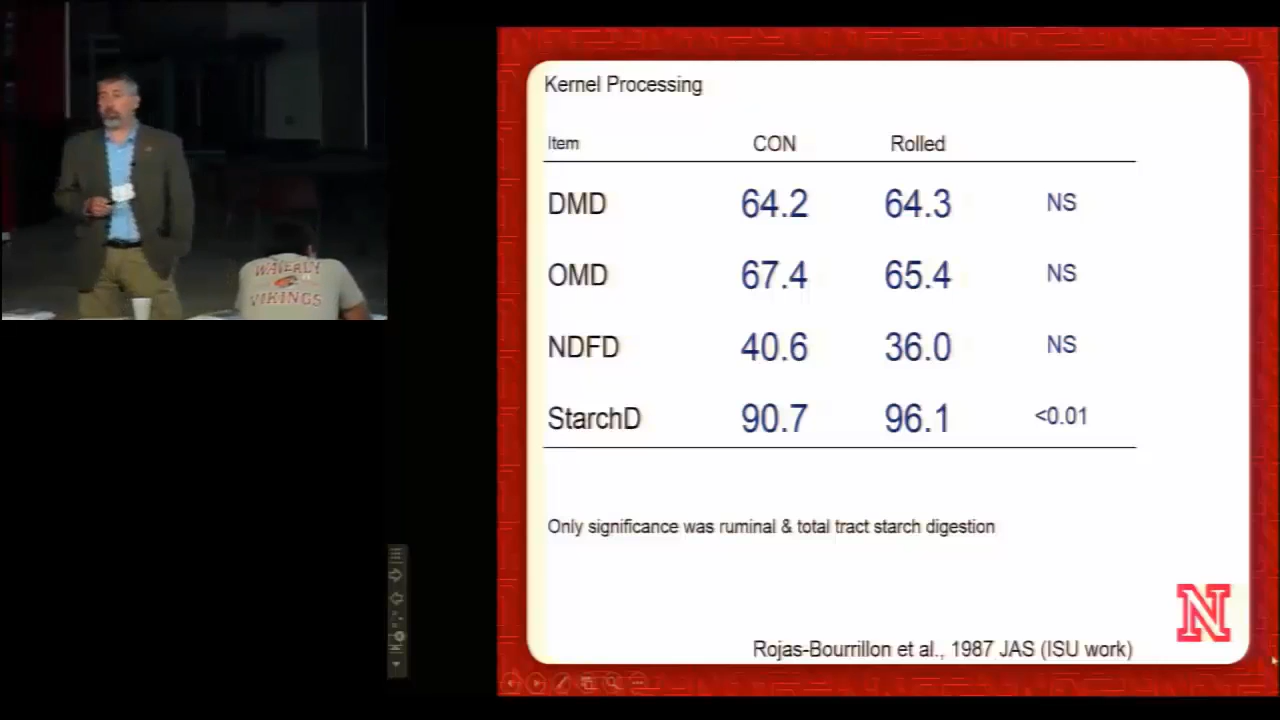 WAVERLY
VIKINGS
Kernel Processing
Item CON Rolled
DMD 64.2 64.3 NS
OMD 67.4 65.4 NS
NDFD 40.6 36.0 NS
StarchD 90.7 96.1 <0.01
Only significance was ruminal & total tract starch digestion
N
Rojas-Bourrillon et al., 1987 JAS (ISU work)